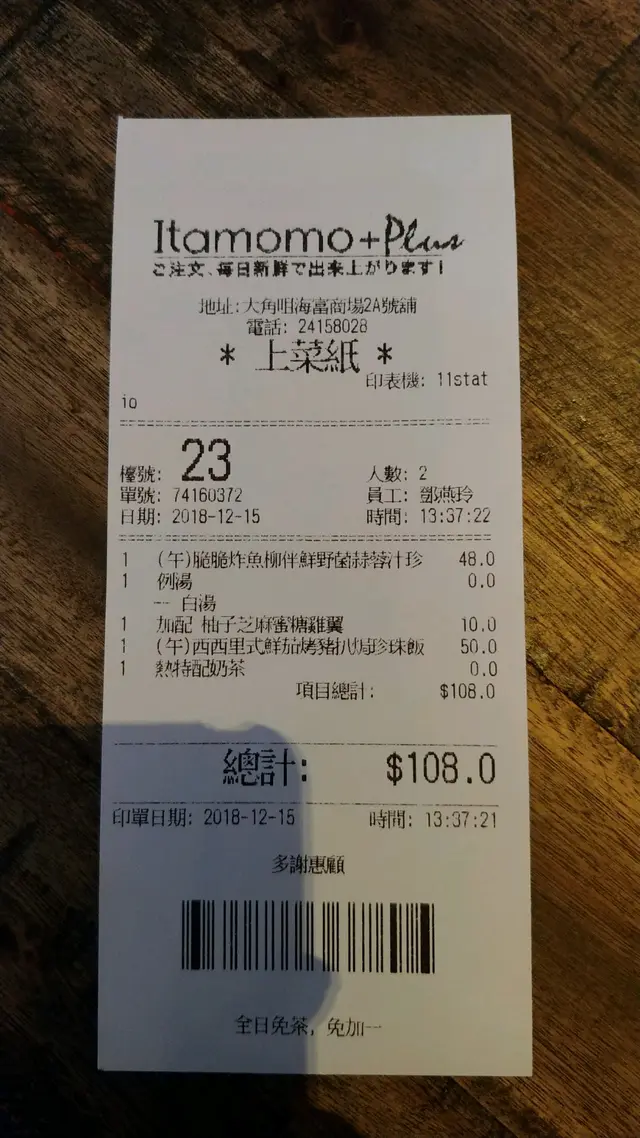 Itamomo+Plus
ご注文、毎日新鮮で出来上がります!
地址:大角咀海富商場2A號舖
電話: 24158028
* 上菜紙 *
印表機: 11stat
io
檯號: 23 人數: 2
單號: 74160372 員工: 鄧燕玲
日期: 2018-12-15 時間: 13:37:22
1 (午)脆脆炸魚柳伴鮮野菌蒜蓉汁珍 48.0
1 例湯 0.0
-- 白湯
1 加配 柚子芝麻蜜糖雞翼 10.0
1 (午)西西里式鮮茄烤豬扒焗珍珠飯 50.0
1 熱特配奶茶 0.0
項目總計: $108.0
總計: $108.0
印單日期: 2018-12-15 時間: 13:37:21
多謝惠顧
全日免茶, 免加一